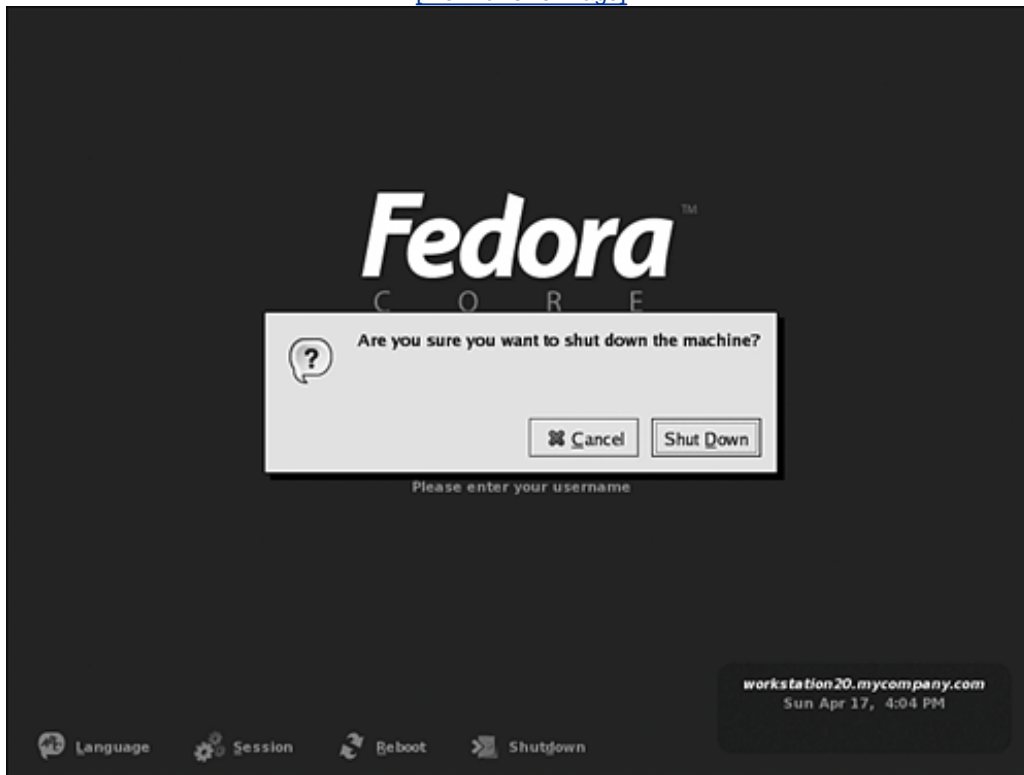 Fedora™
CORE
Are you sure you want to shut down the machine?
Cancel
Shut Down
Please enter your username
workstation20.mycompany.com
Sun Apr 17, 4:04 PM
Language
Session
Reboot
Shutdown